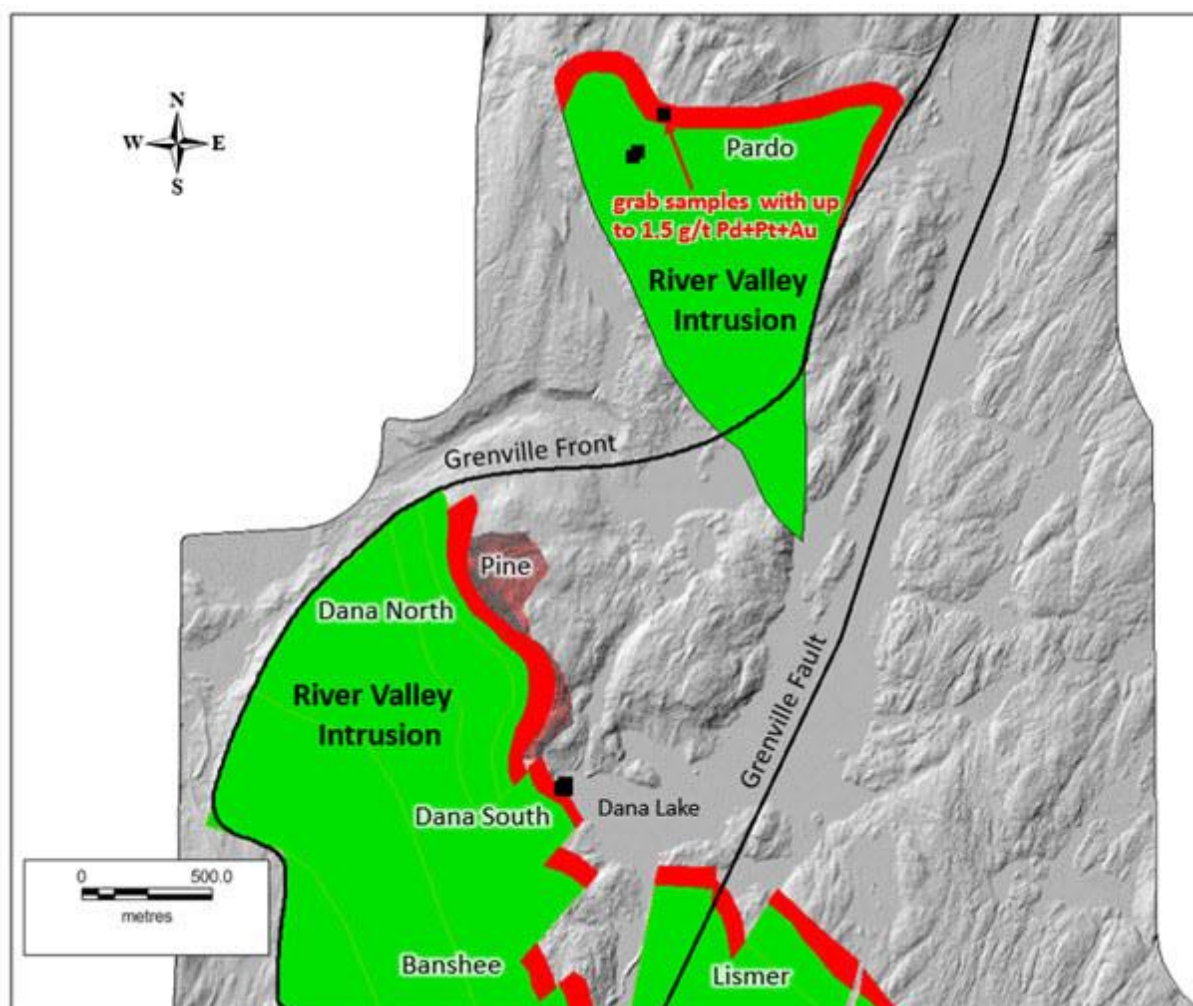 N
W E
S
Pardo
grab samples with up
to 1.5 g/t Pd+Pt+Au
River Valley
Intrusion
Grenville Front
Pine
Dana North
River Valley
Intrusion
Grenville Fault
Dana South
Dana Lake
0 500.0
metres
Banshee
Lismer